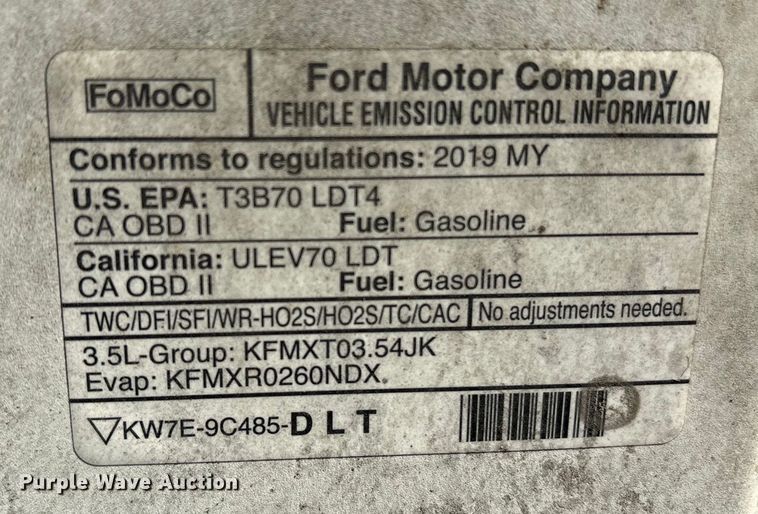 FoMoCo
Ford Motor Company
VEHICLE EMISSION CONTROL INFORMATION
Conforms to regulations: 2019 MY
U.S. EPA: T3B70 LDT4
CA OBD II Fuel: Gasoline
California: ULEV70 LDT
CA OBD II Fuel: Gasoline
TWC/DFI/SFI/WR-HO2S/HO2S/TC/CAC No adjustments needed.
3.5L-Group: KFMXT03.54JK
Evap: KFMXR0260NDX
KW7E-9C485-D L T
Purple Wave Auction